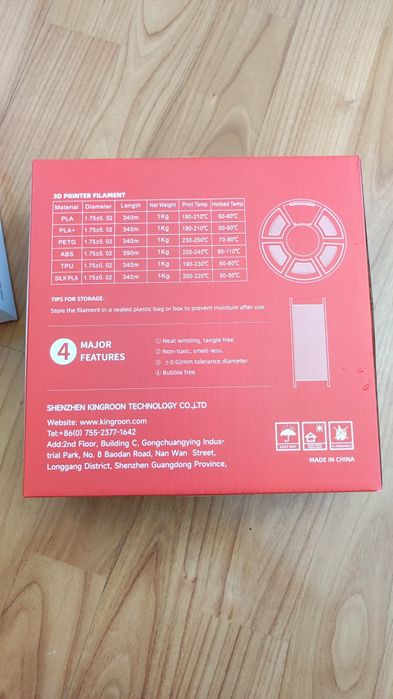 3D PRINTER FILAMENT
Material Diameter Length Net Weight Print Temp Hotbed Temp
PLA 1.75±0.02 340m 1Kg 190-210℃ 50-60℃
PLA+ 1.75±0.02 340m 1Kg 190-210℃ 50-60℃
PETG 1.75±0.02 340m 1Kg 230-250℃ 70-90℃
ABS 1.75±0.02 390m 1Kg 220-240℃ 90-110℃
TPU 1.75±0.02 340m 1Kg 190-230℃ 60-80℃
SILK PLA 1.75±0.02 340m 1Kg 200-220℃ 50-60℃
TIPS FOR STORAGE:
Store the filament in a sealed plastic bag or box to prevent moisture after use.
4 MAJOR
FEATURES
① Neat winding, tangle free.
② Non-toxic, smell-less.
③ ±0.02mm tolerance diameter.
④ Bubble free.
SHENZHEN KINGROON TECHNOLOGY CO.,LTD
Website: www.kingroon.com
Tel:+86(0) 755-2377-1642
Add:2nd Floor, Building C, Gongchuangying Indus-
trial Park, No. 8 Baodan Road, Nan Wan Street,
Longgang District, Shenzhen Guangdong Province,
KEEP DRY
MADE IN CHINA